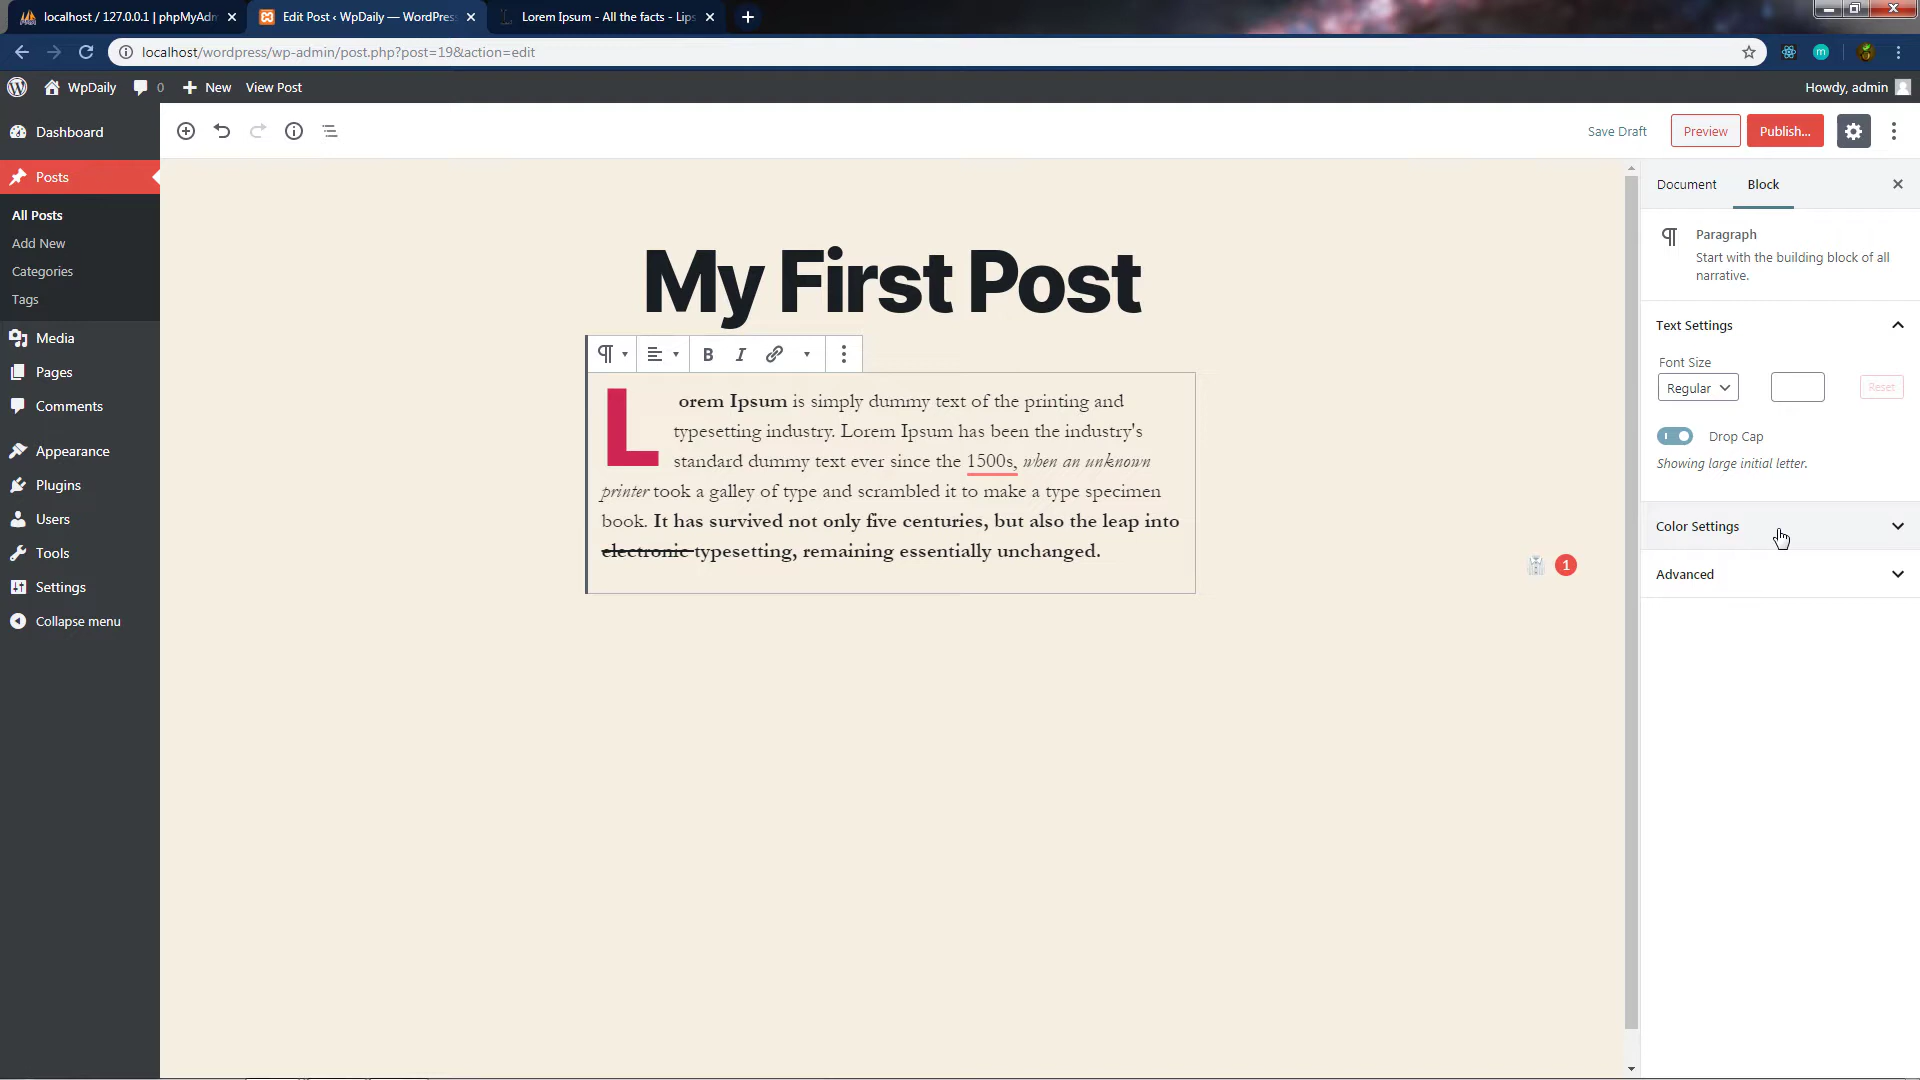 localhost / 127.0.0.1 | phpMyAdm
Edit Post ‹ WpDaily — WordPress
Lorem Ipsum - All the facts - Lips
localhost/wordpress/wp-admin/post.php?post=19&action=edit
WpDaily 0 New View Post Howdy, admin
Dashboard
Posts
All Posts
Add New
Categories
Tags
Media
Pages
Comments
Appearance
Plugins
Users
Tools
Settings
Collapse menu
Save Draft Preview Publish...
My First Post
B I
Lorem Ipsum is simply dummy text of the printing and
typesetting industry. Lorem Ipsum has been the industry's
standard dummy text ever since the 1500s, when an unknown
printer took a galley of type and scrambled it to make a type specimen
book. It has survived not only five centuries, but also the leap into
electronic typesetting, remaining essentially unchanged.
1
Document Block
Paragraph
Start with the building block of all
narrative.
Text Settings
Font Size
Regular Reset
Drop Cap
Showing large initial letter.
Color Settings
Advanced